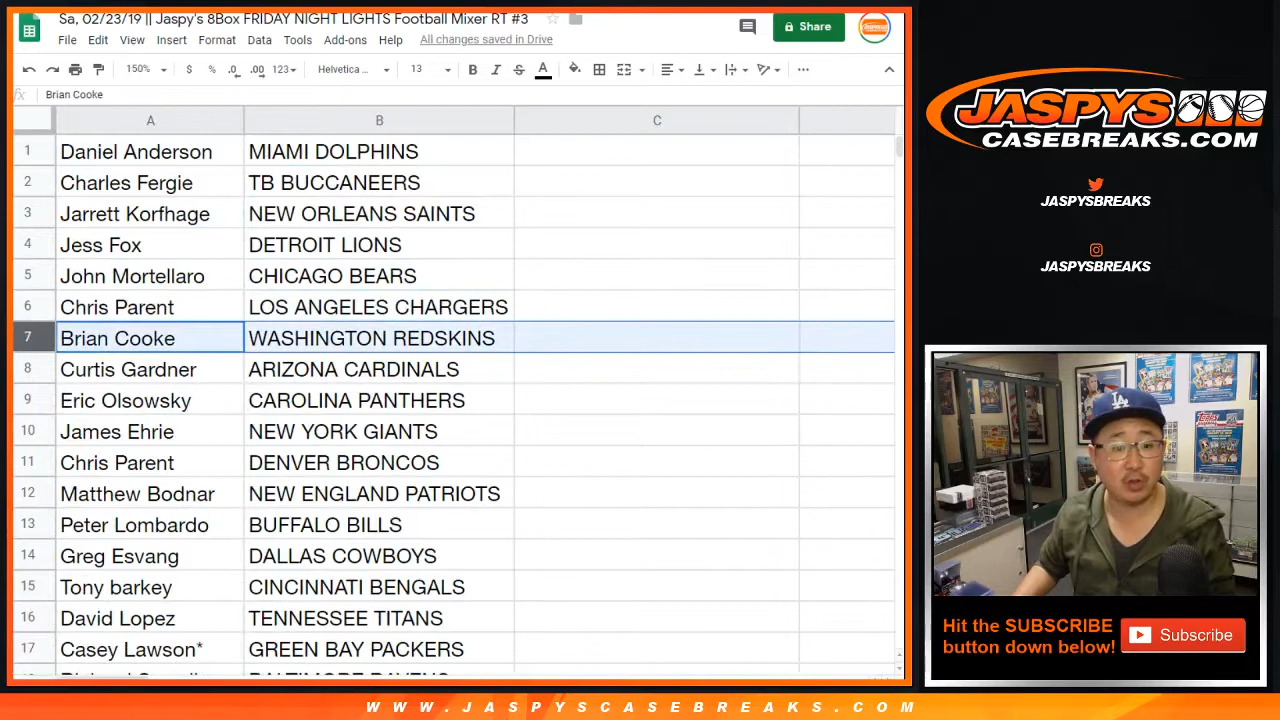 Sa, 02/23/19 || Jaspy's 8Box FRIDAY NIGHT LIGHTS Football Mixer RT #3
File Edit View Insert Format Data Tools Add-ons Help All changes saved in Drive
Share
150% $ % .0 .00 123 Helvetica ... 13 B I S A
fx Brian Cooke
A B C
1 Daniel Anderson MIAMI DOLPHINS
2 Charles Fergie TB BUCCANEERS
3 Jarrett Korfhage NEW ORLEANS SAINTS
4 Jess Fox DETROIT LIONS
5 John Mortellaro CHICAGO BEARS
6 Chris Parent LOS ANGELES CHARGERS
7 Brian Cooke WASHINGTON REDSKINS
8 Curtis Gardner ARIZONA CARDINALS
9 Eric Olsowsky CAROLINA PANTHERS
10 James Ehrie NEW YORK GIANTS
11 Chris Parent DENVER BRONCOS
12 Matthew Bodnar NEW ENGLAND PATRIOTS
13 Peter Lombardo BUFFALO BILLS
14 Greg Esvang DALLAS COWBOYS
15 Tony barkey CINCINNATI BENGALS
16 David Lopez TENNESSEE TITANS
17 Casey Lawson* GREEN BAY PACKERS
JASPYS
CASEBREAKS.COM
JASPYSBREAKS
JASPYSBREAKS
LA
Hit the SUBSCRIBE
button down below!
Subscribe
WWW.JASPYSCASEBREAKS.COM